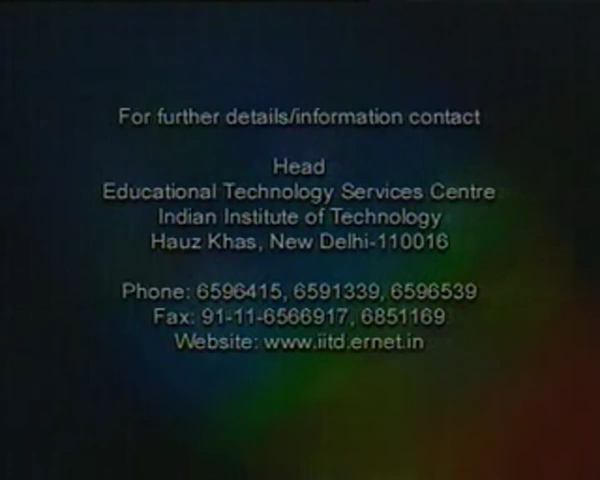 For further details/information contact
Head
Educational Technology Services Centre
Indian Institute of Technology
Hauz Khas, New Delhi-110016
Phone: 6596415, 6591339, 6596539
Fax: 91-11-6566917, 6851169
Website: www.iitd.ernet.in